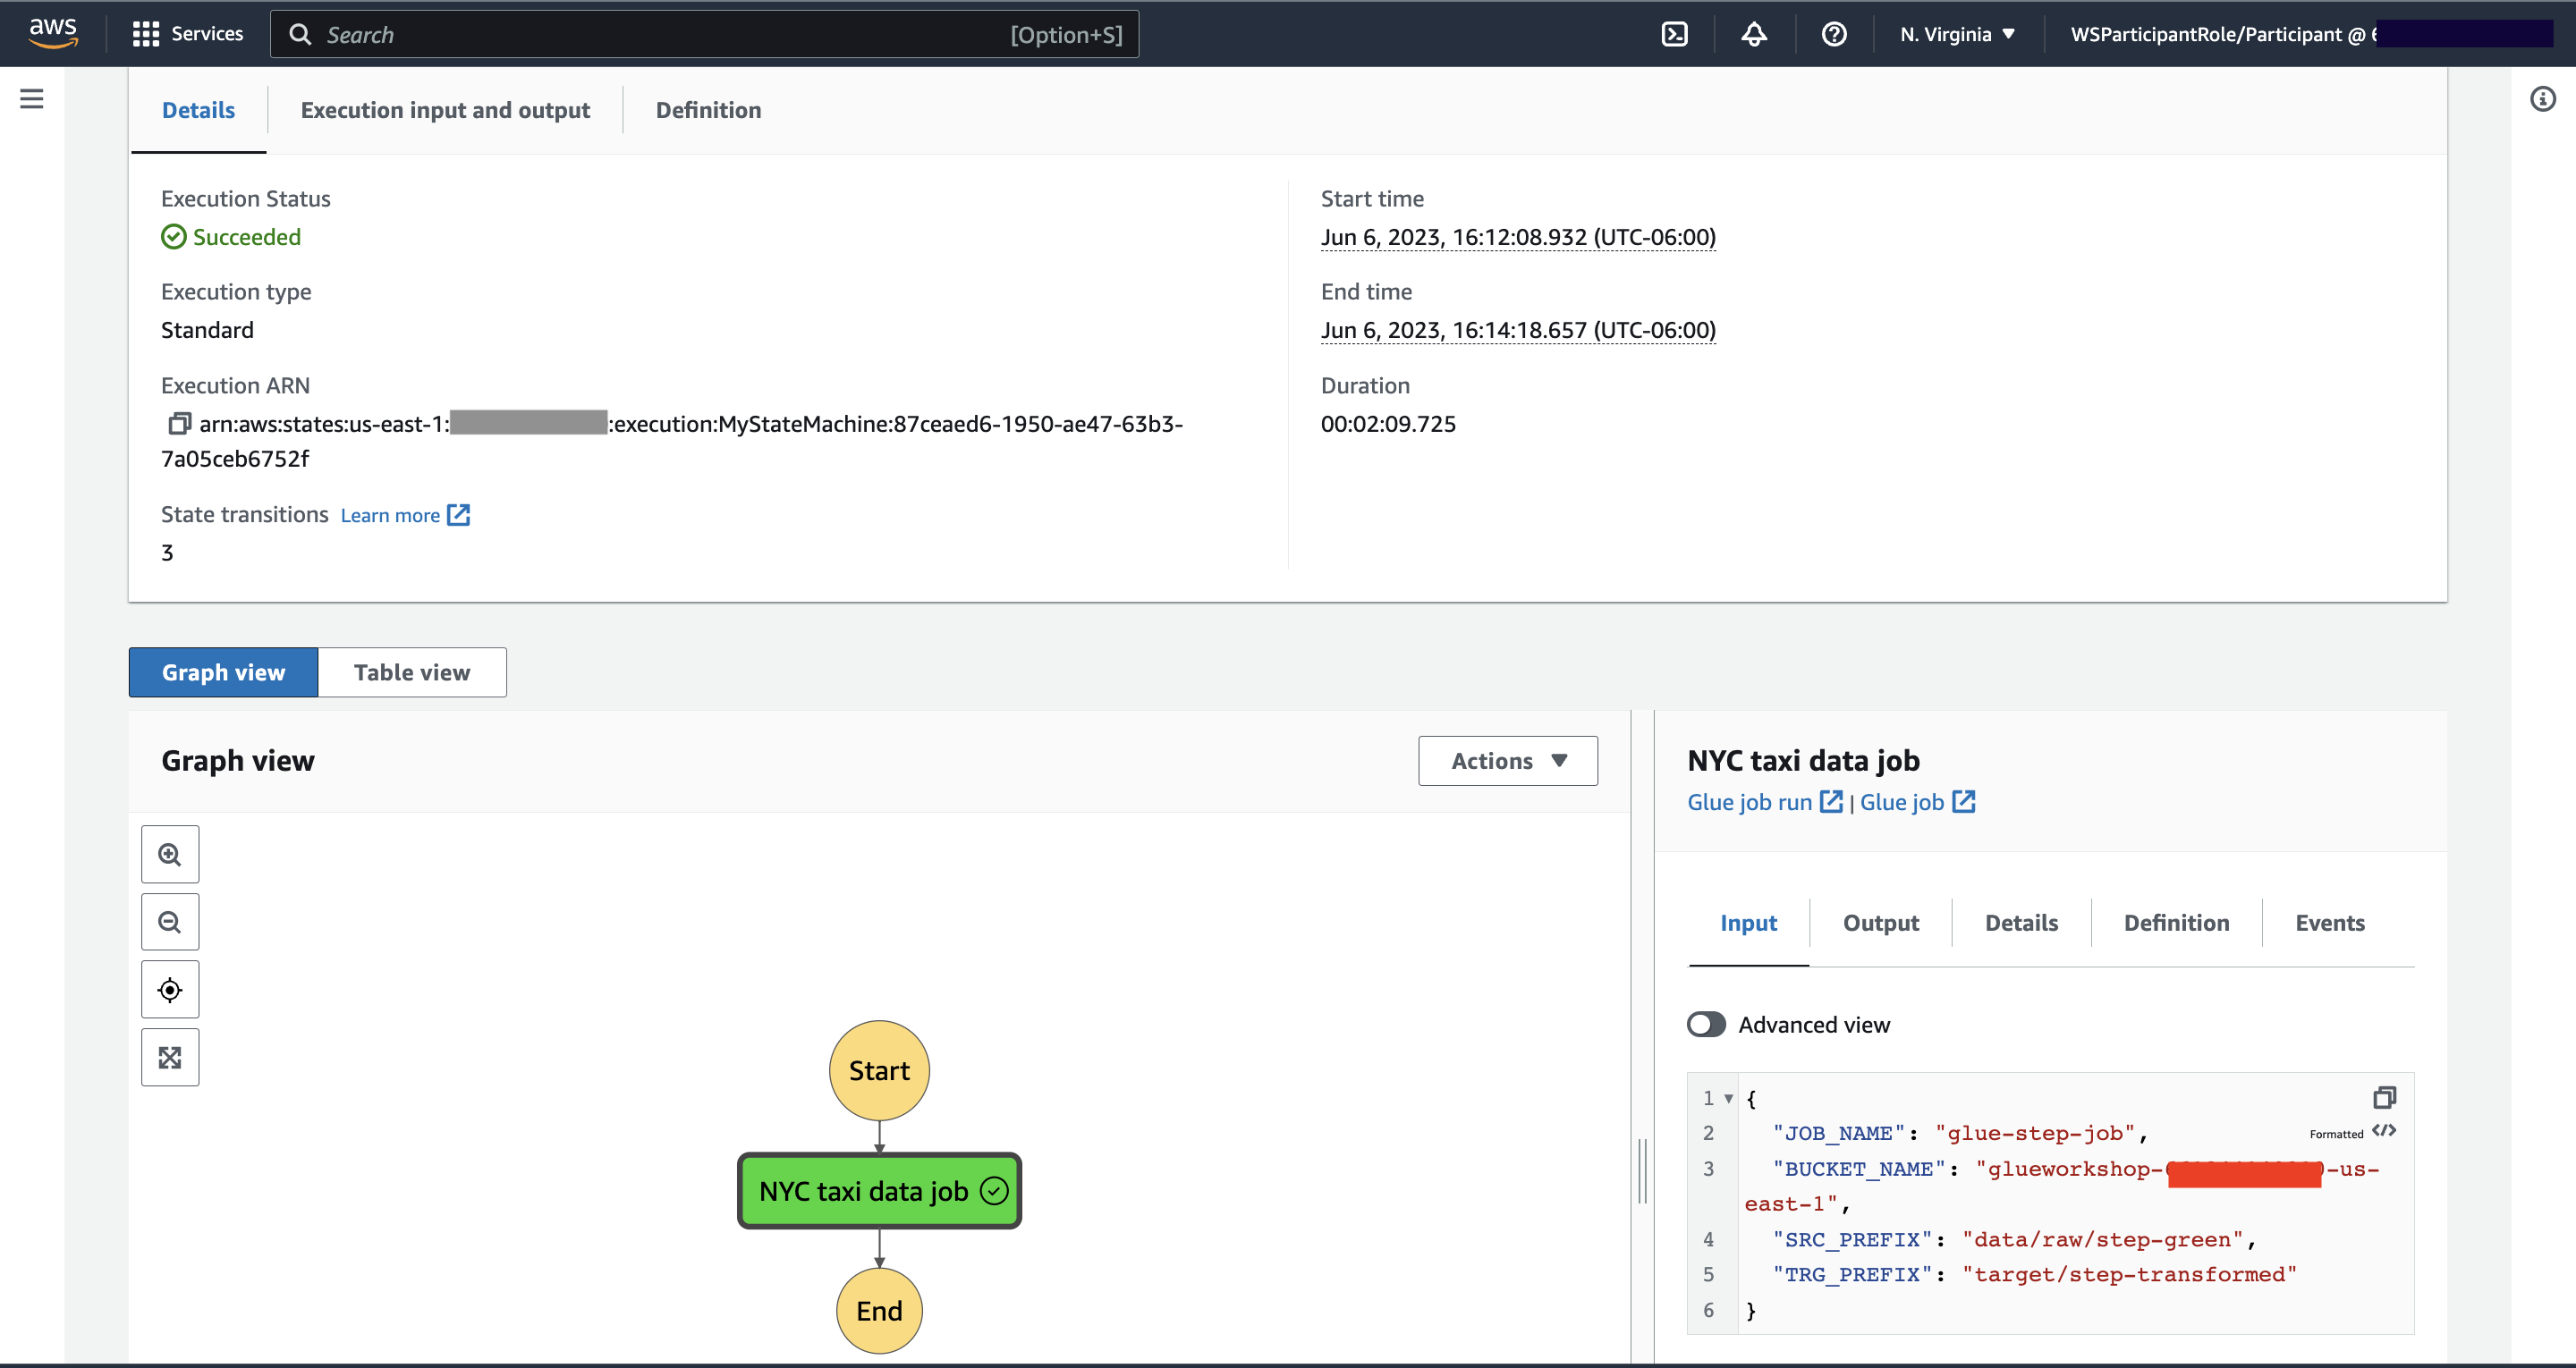 aws Services Search [Option+S] N. Virginia ▼ WSParticipantRole/Participant @ 6
Details Execution input and output Definition
Execution Status
Succeeded
Execution type
Standard
Execution ARN
arn:aws:states:us-east-1: :execution:MyStateMachine:87ceaed6-1950-ae47-63b3-
7a05ceb6752f
State transitions Learn more
3
Start time
Jun 6, 2023, 16:12:08.932 (UTC-06:00)
End time
Jun 6, 2023, 16:14:18.657 (UTC-06:00)
Duration
00:02:09.725
Graph view Table view
Graph view Actions ▼
Start
NYC taxi data job
End
NYC taxi data job
Glue job run | Glue job
Input Output Details Definition Events
Advanced view
Formatted </>
1 ▼ {
2 "JOB_NAME": "glue-step-job",
3 "BUCKET_NAME": "glueworkshop- -us-
east-1",
4 "SRC_PREFIX": "data/raw/step-green",
5 "TRG_PREFIX": "target/step-transformed"
6 }